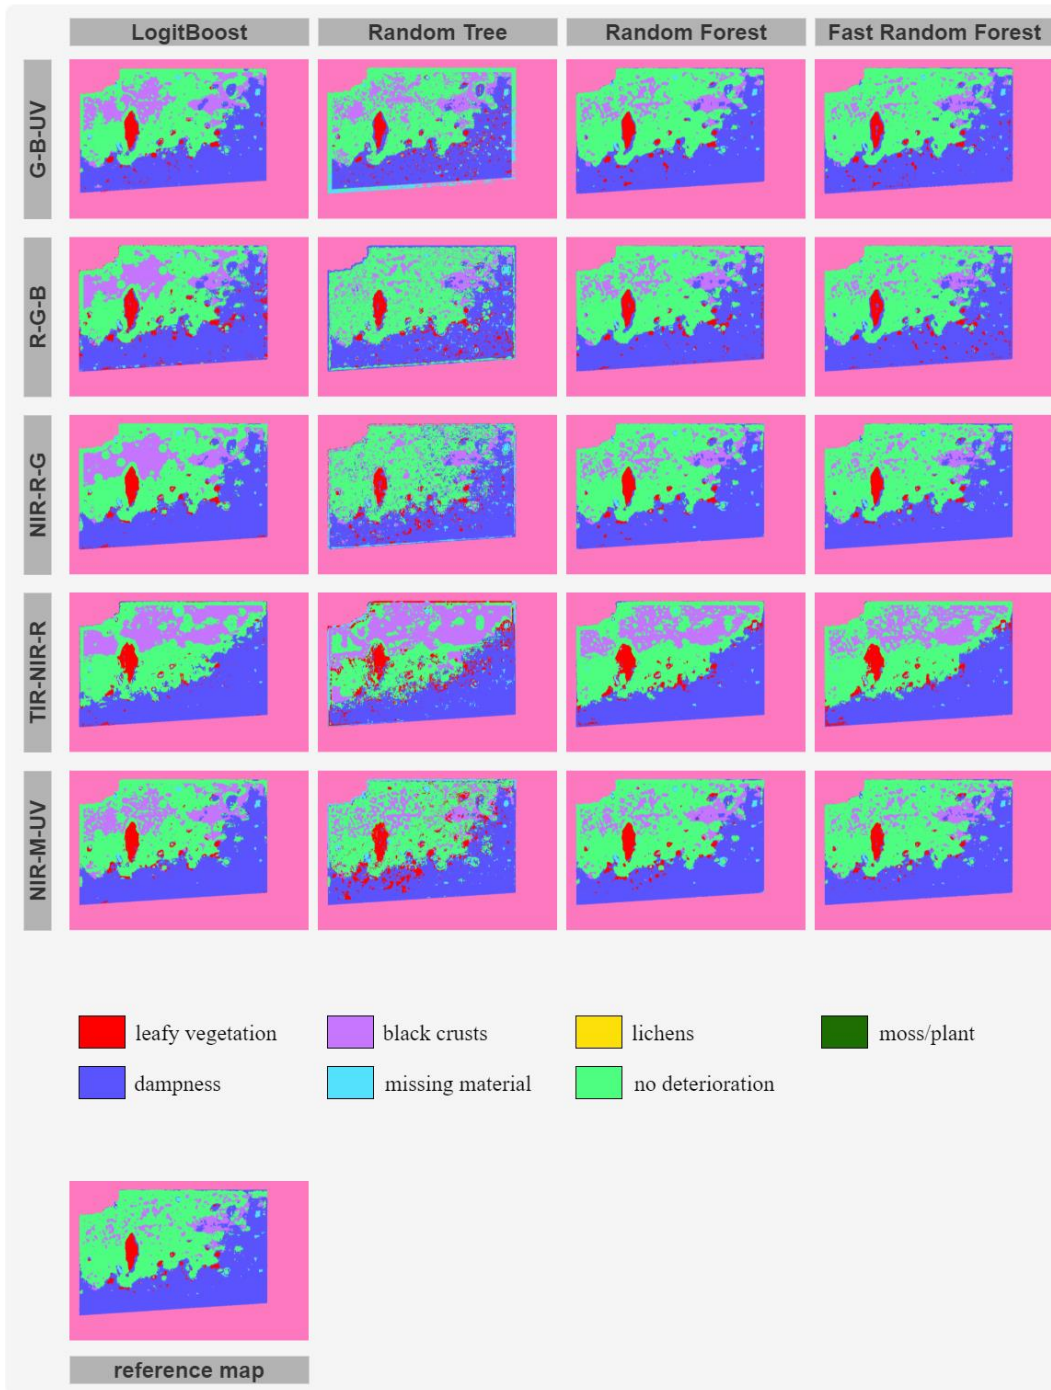 LogitBoost Random Tree Random Forest Fast Random Forest
G-B-UV
R-G-B
NIR-R-G
TIR-NIR-R
NIR-M-UV
leafy vegetation black crusts lichens moss/plant
dampness missing material no deterioration
reference map